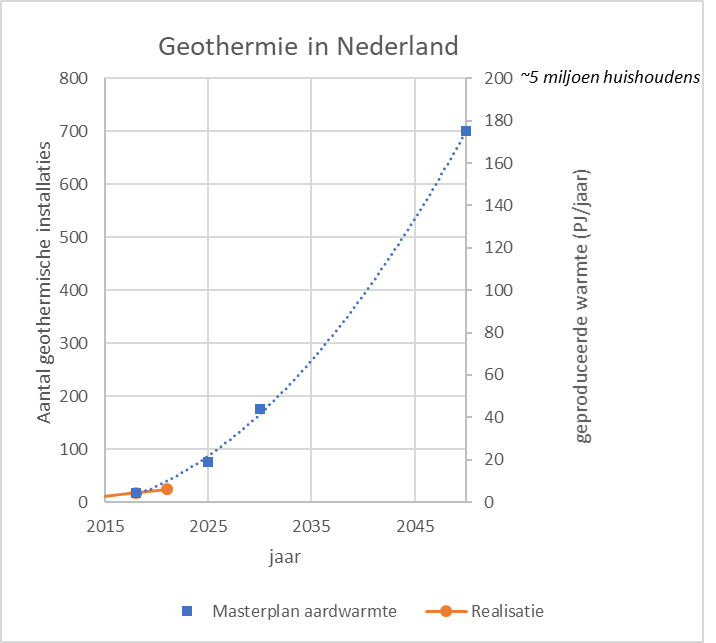 Geothermie in Nederland
~5 miljoen huishoudens
Aantal geothermische installaties
800
700
600
500
400
300
200
100
0
200
180
160
140
120
100
80
60
40
20
0
geproduceerde warmte (PJ/jaar)
2015 2025 2035 2045
jaar
Masterplan aardwarmte Realisatie